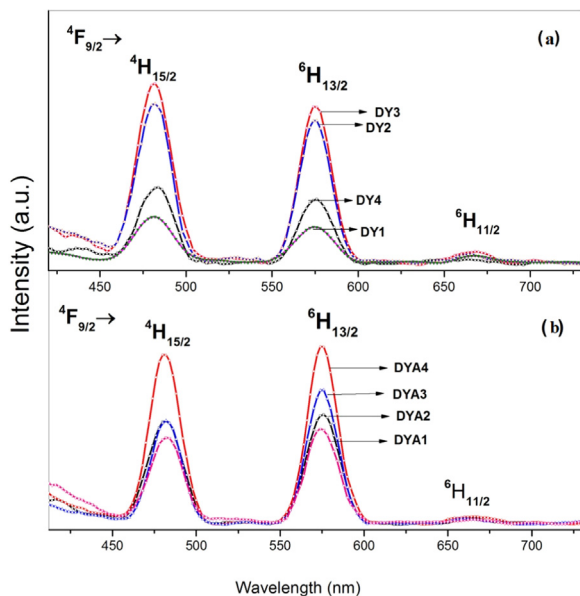 ⁴F₉/₂→
(a)
⁴H₁₅/₂
⁶H₁₃/₂
DY3
DY2
DY4
DY1
⁶H₁₁/₂
450 500 550 600 650 700
Intensity (a.u.)
⁴F₉/₂→
(b)
⁴H₁₅/₂
⁶H₁₃/₂
DYA4
DYA3
DYA2
DYA1
⁶H₁₁/₂
450 500 550 600 650 700
Wavelength (nm)